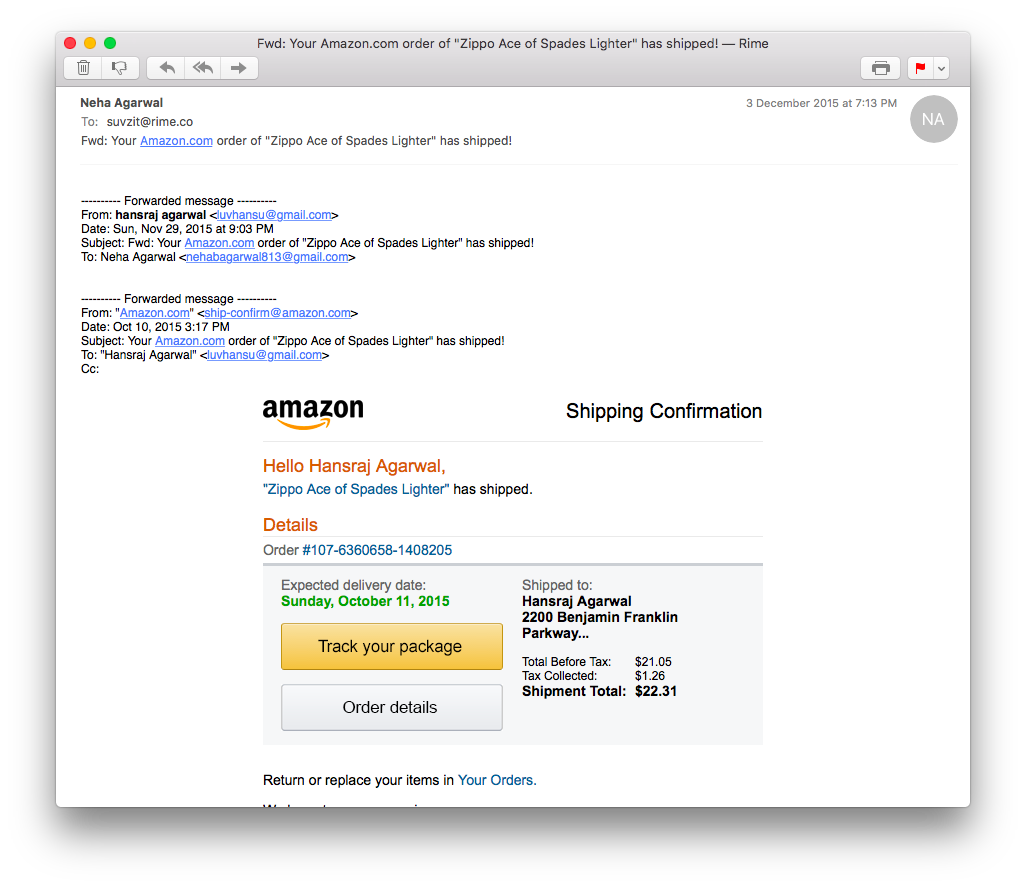 Fwd: Your Amazon.com order of "Zippo Ace of Spades Lighter" has shipped! — Rime
Neha Agarwal
3 December 2015 at 7:13 PM
NA
To: suvzit@rime.co
Fwd: Your Amazon.com order of "Zippo Ace of Spades Lighter" has shipped!
---------- Forwarded message ----------
From: hansraj agarwal <luvhansu@gmail.com>
Date: Sun, Nov 29, 2015 at 9:03 PM
Subject: Fwd: Your Amazon.com order of "Zippo Ace of Spades Lighter" has shipped!
To: Neha Agarwal <nehabagarwal813@gmail.com>
---------- Forwarded message ----------
From: "Amazon.com" <ship-confirm@amazon.com>
Date: Oct 10, 2015 3:17 PM
Subject: Your Amazon.com order of "Zippo Ace of Spades Lighter" has shipped!
To: "Hansraj Agarwal" <luvhansu@gmail.com>
Cc:
amazon
Shipping Confirmation
Hello Hansraj Agarwal,
"Zippo Ace of Spades Lighter" has shipped.
Details
Order #107-6360658-1408205
Expected delivery date:
Sunday, October 11, 2015
Track your package
Order details
Shipped to:
Hansraj Agarwal
2200 Benjamin Franklin
Parkway...
Total Before Tax: $21.05
Tax Collected: $1.26
Shipment Total: $22.31
Return or replace your items in Your Orders.